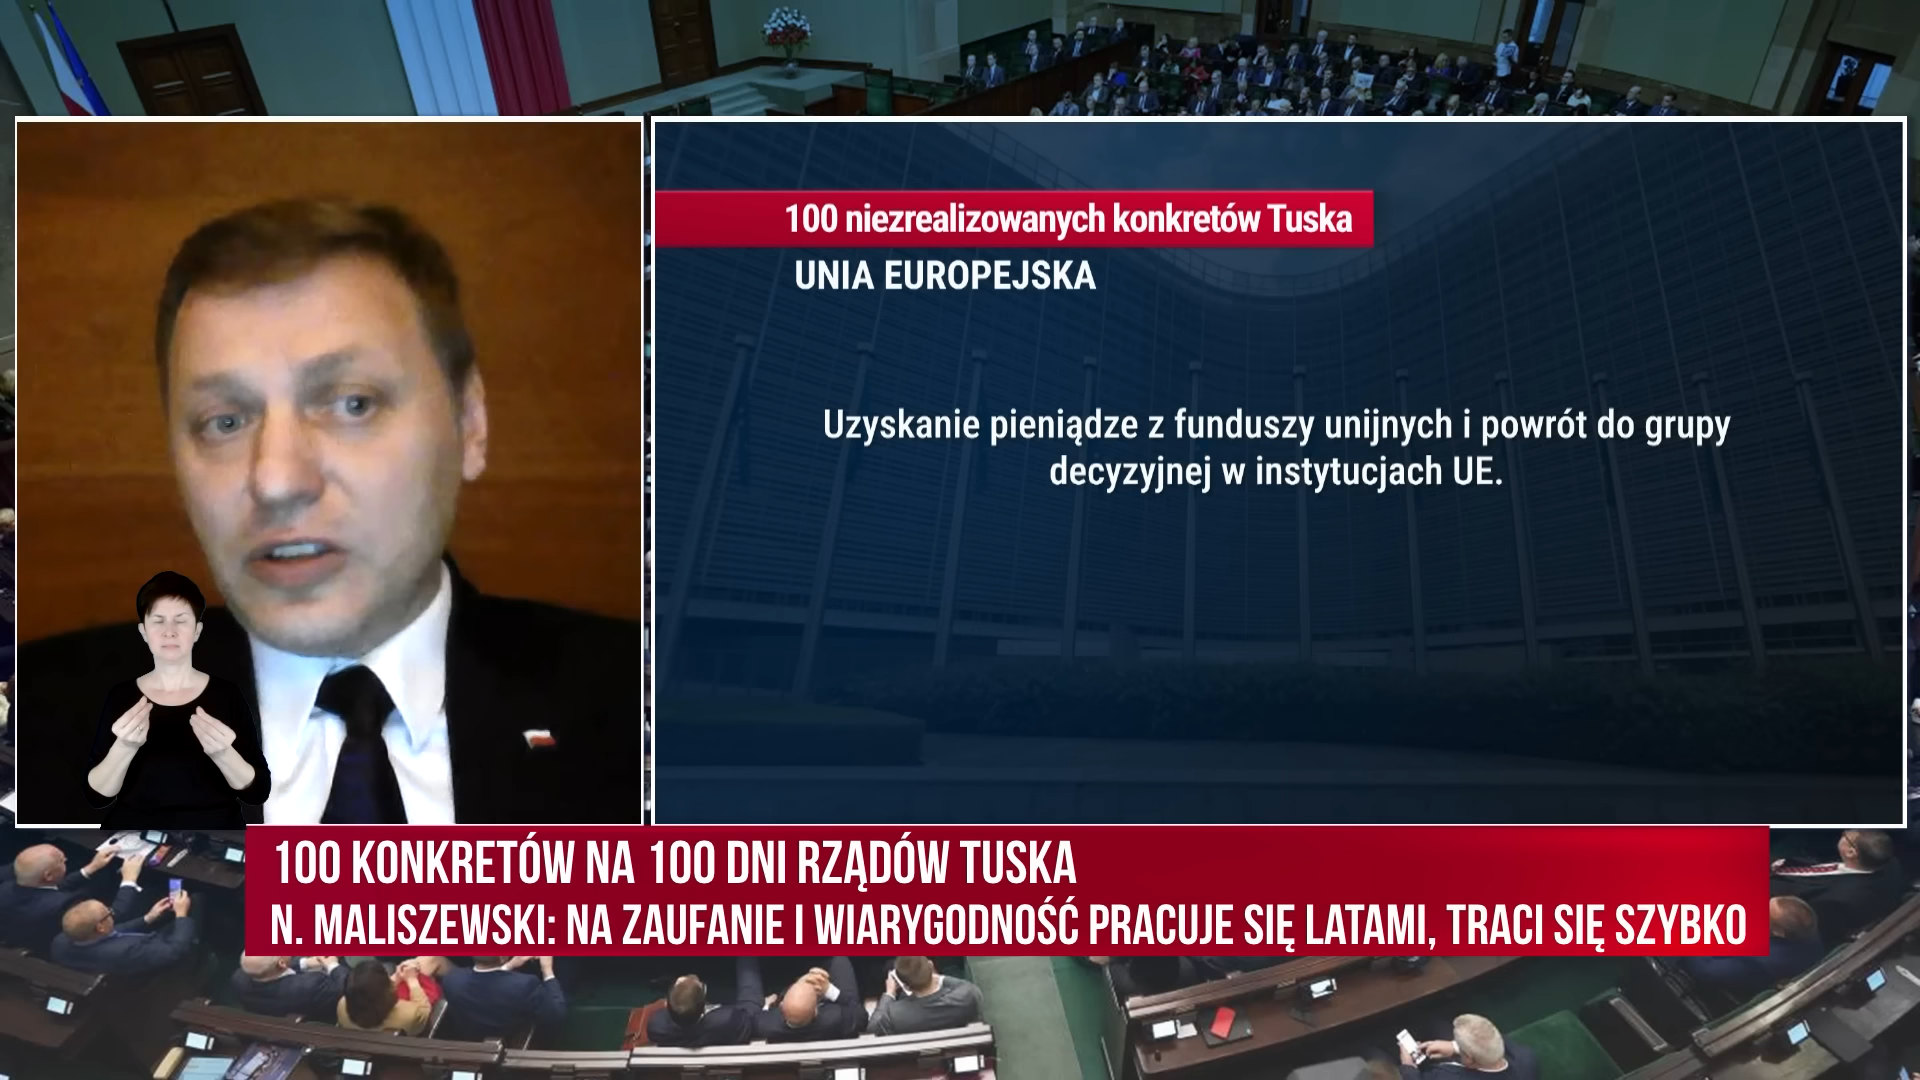 100 niezrealizowanych konkretów Tuska
UNIA EUROPEJSKA
Uzyskanie pieniądze z funduszy unijnych i powrót do grupy
decyzyjnej w instytucjach UE.
100 KONKRETÓW NA 100 DNI RZĄDÓW TUSKA
N. MALISZEWSKI: NA ZAUFANIE I WIARYGODNOŚĆ PRACUJE SIĘ LATAMI, TRACI SIĘ SZYBKO